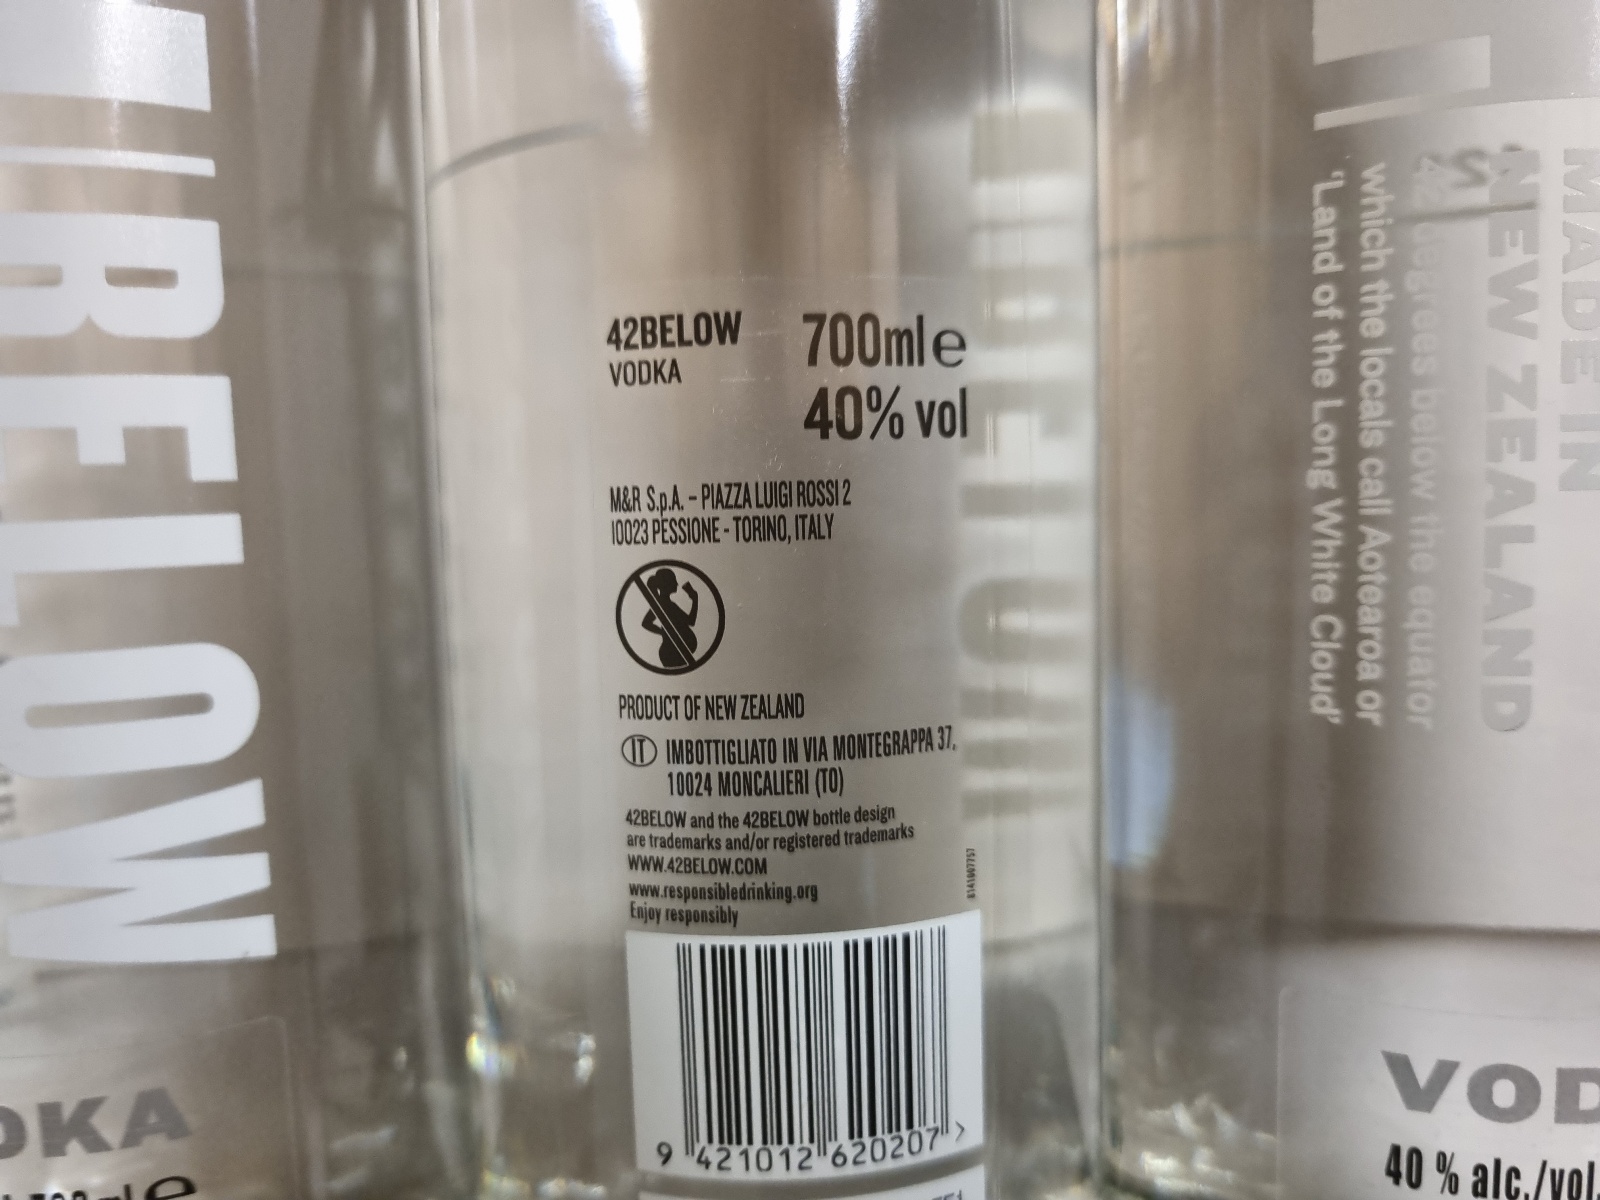 42BELOW
VODKA
700ml e
40% vol
M&R S.p.A. – PIAZZA LUIGI ROSSI 2
10023 PESSIONE - TORINO, ITALY
PRODUCT OF NEW ZEALAND
IT IMBOTTIGLIATO IN VIA MONTEGRAPPA 37,
10024 MONCALIERI (TO)
42BELOW and the 42BELOW bottle design
are trademarks and/or registered trademarks
WWW.42BELOW.COM
www.responsibledrinking.org
Enjoy responsibly
9 421012 620207 >
BELOW
DKA
MADE IN
NEW ZEALAND
42 degrees below the equator
which the locals call Aotearoa or
'Land of the Long White Cloud'
VOD
40 % alc./vol.